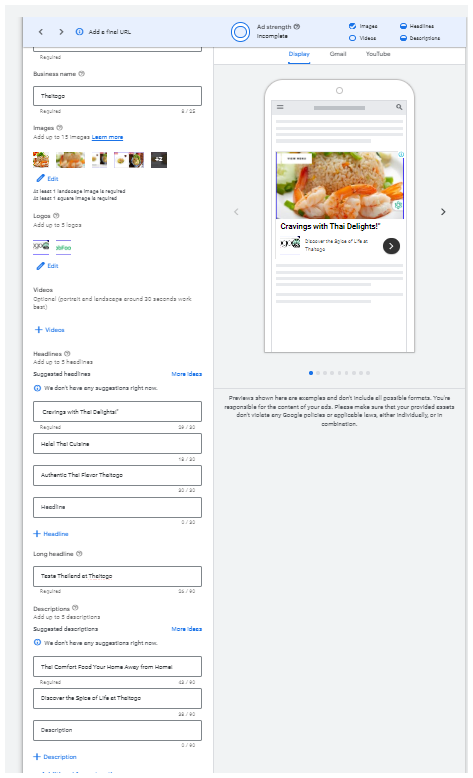 Add a final URL
Ad strength
Incomplete
Images
Videos
Headlines
Descriptions
Required
Business name
Thaitago
Required
8 / 25
Images
Add up to 15 images Learn more
+2
Edit
At least 1 landscape image is required
At least 1 square image is required
Logos
Add up to 5 logos
Edit
Videos
Optional (portrait and landscape around 30 seconds work
best)
Videos
Headlines
Add up to 5 headlines
Suggested headlines
More ideas
We don't have any suggestions right now.
Cravings with Thai Delights!"
Required
29 / 30
Halal Thai Cuisine
18 / 30
Authentic Thai Flavor Thaitago
30 / 30
Headline
0 / 30
Headline
Long headline
Taste Thailand at Thaitago
Required
26 / 90
Descriptions
Add up to 5 descriptions
Suggested descriptions
More ideas
We don't have any suggestions right now.
Thai Comfort Food Your Home Away from Home!
Required
43 / 90
Discover the Spice of Life at Thaitago
38 / 90
Description
0 / 90
Description
Display
Gmail
YouTube
Cravings with Thai Delights!"
Discover the Spice of Life at
Thaitago
Previews shown here are examples and don't include all possible formats. You're
responsible for the content of your ads. Please make sure that your provided assets
don't violate any Google policies or applicable laws, either individually, or in
combination.